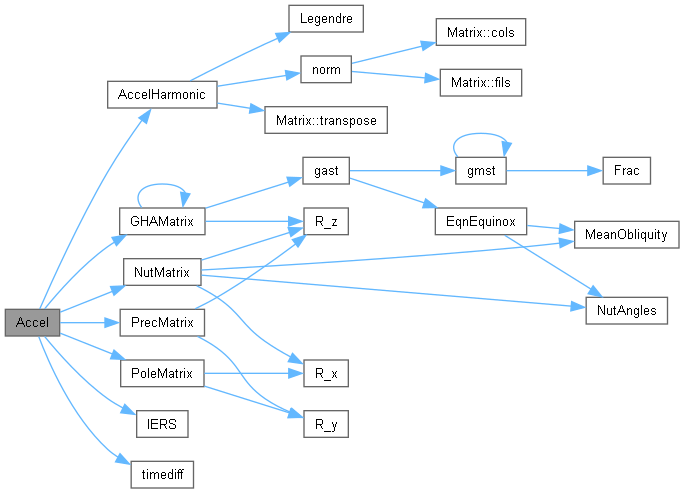 Legendre
Matrix::cols
norm
Matrix::fils
AccelHarmonic
Matrix::transpose
gast
gmst
Frac
GHAMatrix
R_z
EqnEquinox
MeanObliquity
NutMatrix
NutAngles
Accel
PrecMatrix
PoleMatrix
R_x
IERS
R_y
timediff